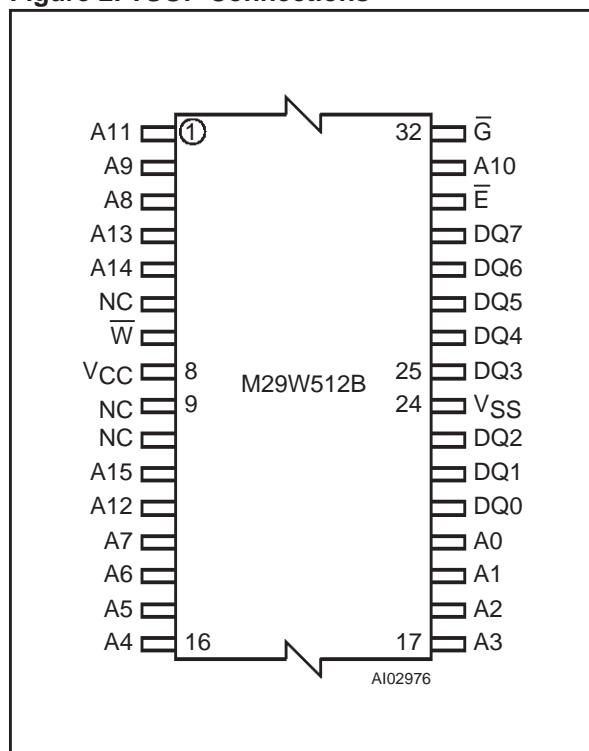 Figure 2. TSOP Connections
A11 1 32 G̅
A9 A10
A8 E̅
A13 DQ7
A14 DQ6
NC DQ5
W̅ DQ4
VCC 8 M29W512B 25 DQ3
NC 9 24 VSS
NC DQ2
A15 DQ1
A12 DQ0
A7 A0
A6 A1
A5 A2
A4 16 17 A3
AI02976